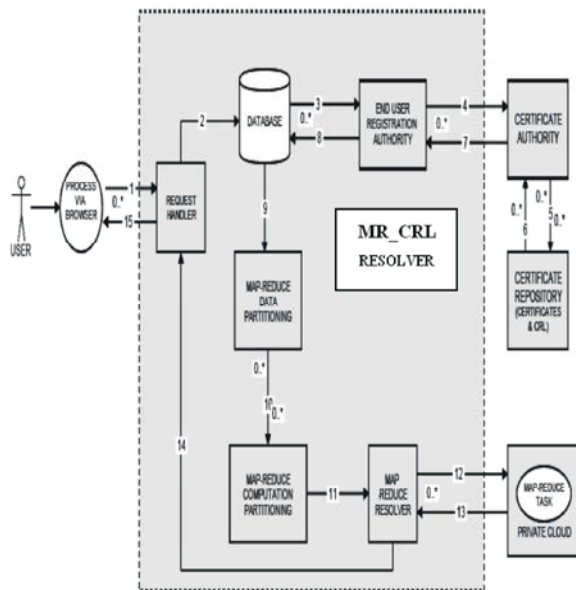 USER
PROCESS
VIA
BROWSER
1
0..*
15
REQUEST
HANDLER
2
DATABASE
3
0..*
8
END USER
REGISTRATION
AUTHORITY
4
0..*
7
CERTIFICATE
AUTHORITY
0..*
0..*
6
5
0..*
CERTIFICATE
REPOSITORY
(CERTIFICATES
& CRL)
9
MR_CRL
RESOLVER
MAP-REDUCE
DATA
PARTITIONING
0..*
10
0..*
14
MAP-REDUCE
COMPUTATION
PARTITIONING
11
MAP
-REDUCE
RESOLVER
12
0..*
13
MAP-REDUCE
TASK
PRIVATE CLOUD